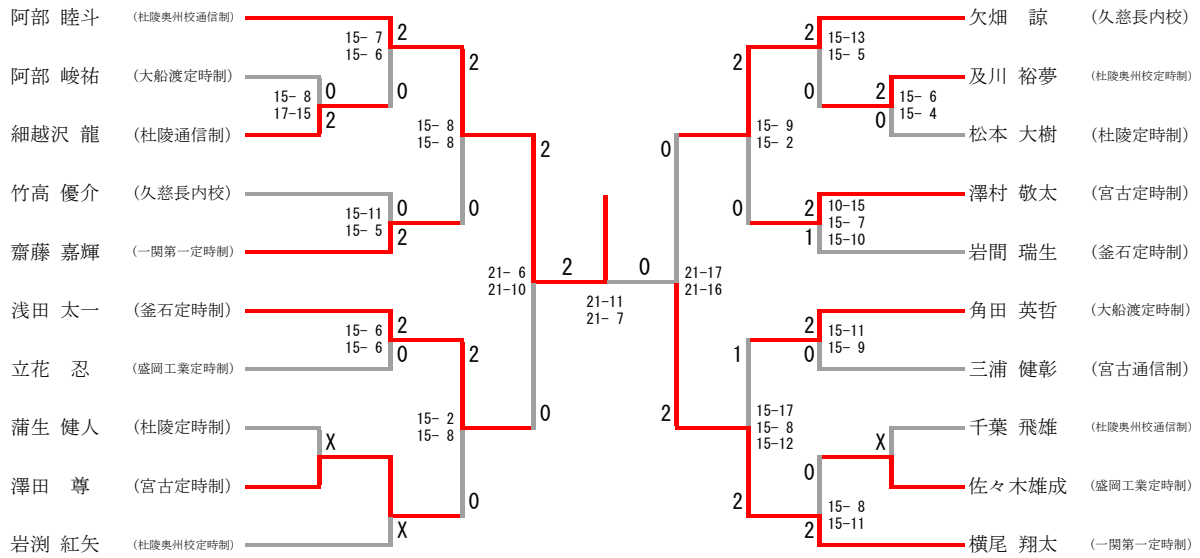 阿部 睦斗 (杜陵奥州校通信制)
15- 7
15- 6
2
阿部 峻祐 (大船渡定時制)
0
0
15- 8
17-15
2
細越沢 龍 (杜陵通信制)
15- 8
15- 8
2
2
竹高 優介 (久慈長内校)
15-11
15- 5
0
2
0
齋藤 嘉輝 (一関第一定時制)
21- 6
21-10
2
浅田 太一 (釜石定時制)
15- 6
15- 6
2
0
2
立花 忍 (盛岡工業定時制)
15- 2
15- 8
0
蒲生 健人 (杜陵定時制)
X
澤田 尊 (宮古定時制)
0
X
岩渕 紅矢 (杜陵奥州校定時制)
21-11
21- 7
0
欠畑 諒 (久慈長内校)
2
15-13
15- 5
2
及川 裕夢 (杜陵奥州校定時制)
0
2
15- 6
15- 4
0
松本 大樹 (杜陵定時制)
0
15- 9
15- 2
澤村 敬太 (宮古定時制)
0
2
10-15
15- 7
15-10
1
岩間 瑞生 (釜石定時制)
21-17
21-16
角田 英哲 (大船渡定時制)
2
15-11
15- 9
1
0
三浦 健彰 (宮古通信制)
2
15-17
15- 8
15-12
千葉 飛雄 (杜陵奥州校通信制)
X
0
佐々木雄成 (盛岡工業定時制)
2
15- 8
15-11
2
横尾 翔太 (一関第一定時制)